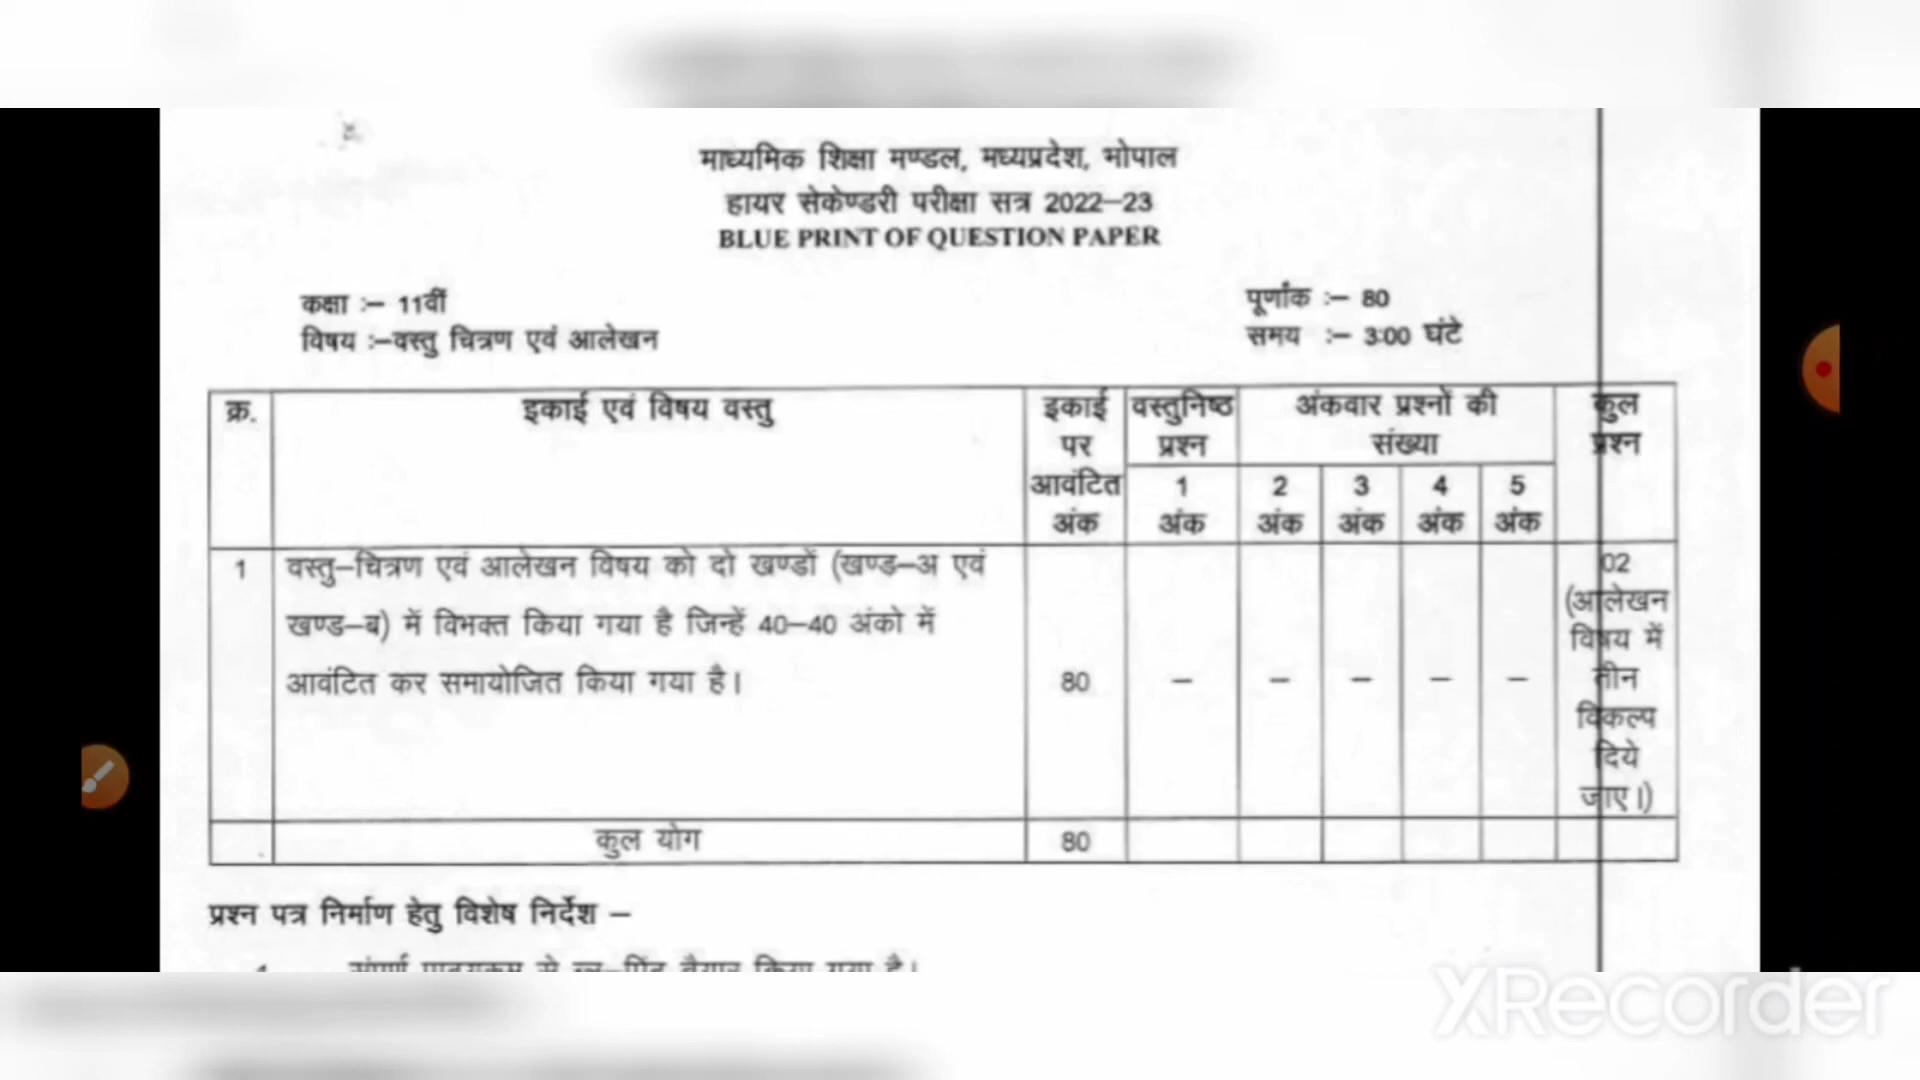 माध्यमिक शिक्षा मण्डल, मध्यप्रदेश, भोपाल
हायर सेकेण्डरी परीक्षा सत्र 2022–23
BLUE PRINT OF QUESTION PAPER
कक्षा :– 11वीं
पूर्णांक :– 80
विषय :–वस्तु चित्रण एवं आलेखन
समय :– 3:00 घंटे
क्र.
इकाई एवं विषय वस्तु
इकाई
पर
आवंटित
अंक
वस्तुनिष्ठ
प्रश्न
अंकवार प्रश्नों की
संख्या
कुल
प्रश्न
1
अंक
2
अंक
3
अंक
4
अंक
5
अंक
1
वस्तु–चित्रण एवं आलेखन विषय को दो खण्डों (खण्ड–अ एवं
खण्ड–ब) में विभक्त किया गया है जिन्हें 40–40 अंको में
आवंटित कर समायोजित किया गया है।
80
–
–
–
–
–
02
(आलेखन
विषय में
तीन
विकल्प
दिये
जाए।)
कुल योग
80
प्रश्न पत्र निर्माण हेतु विशेष निर्देश –
संपूर्ण पाठ्यक्रम से ब्लू–प्रिंट तैयार किया गया है।
XRecorder